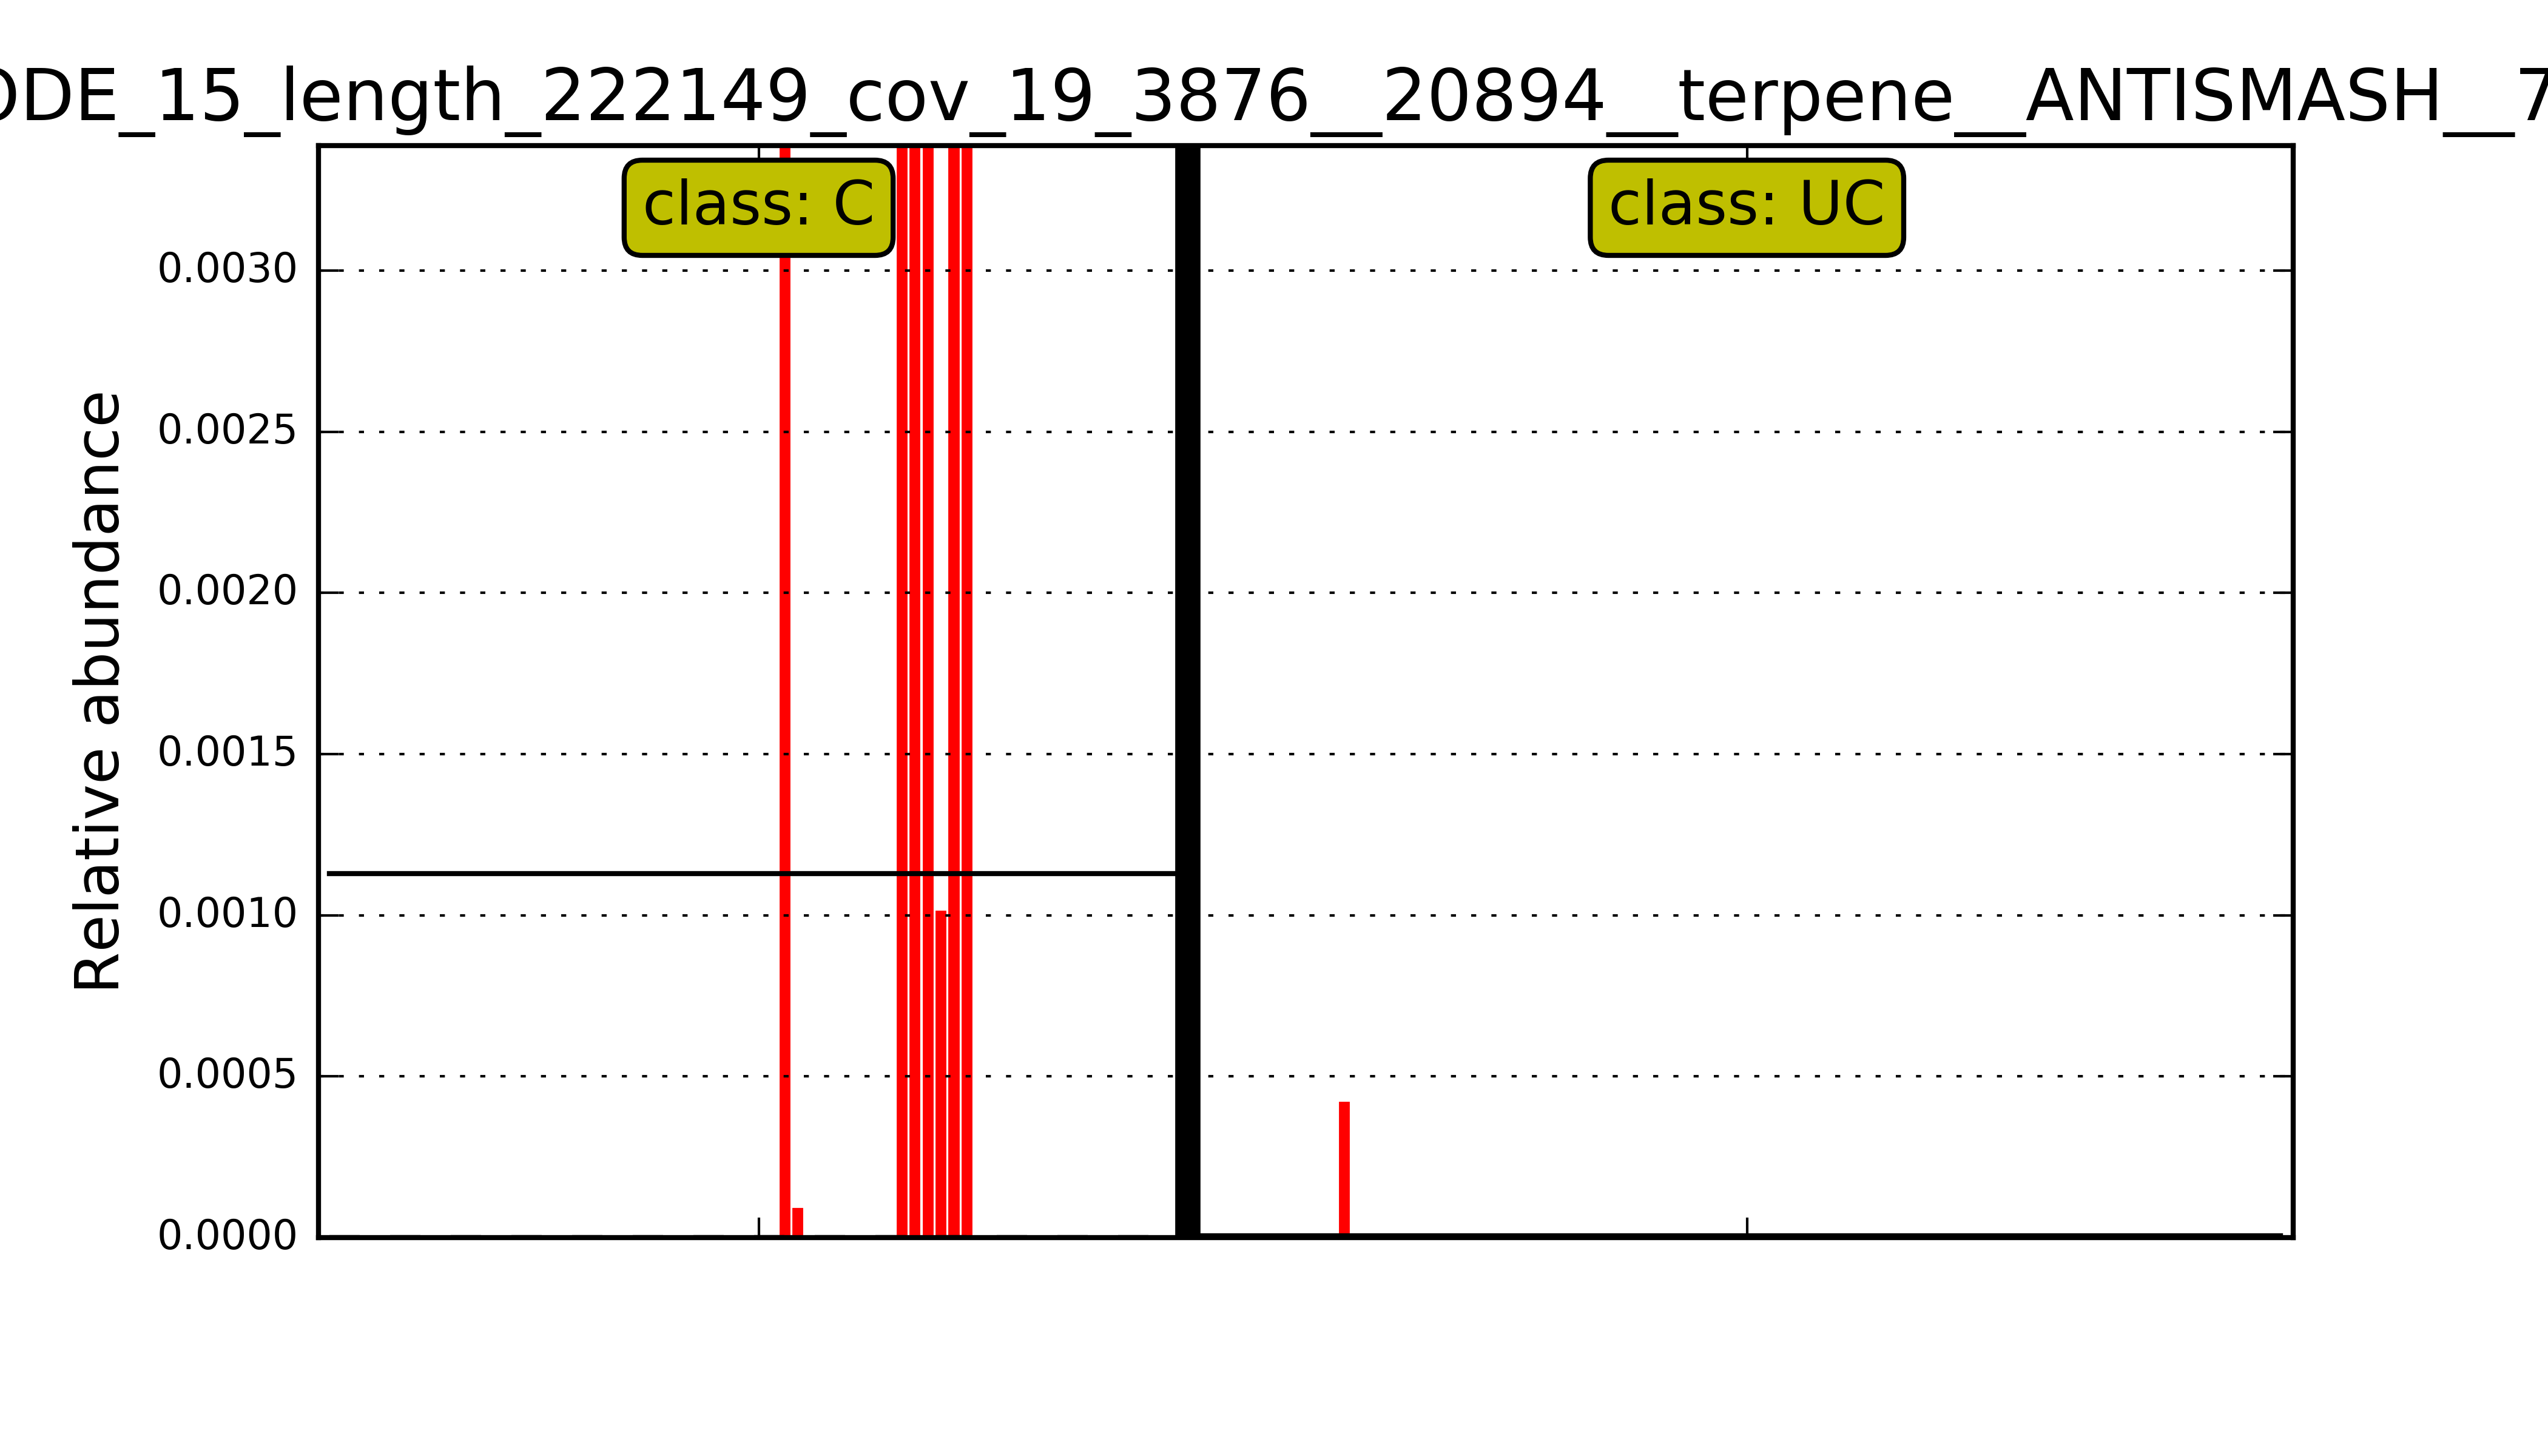 ODE_15_length_222149_cov_19_3876__20894__terpene__ANTISMASH__7
class: C
class: UC
Relative abundance
0.0030
0.0025
0.0020
0.0015
0.0010
0.0005
0.0000